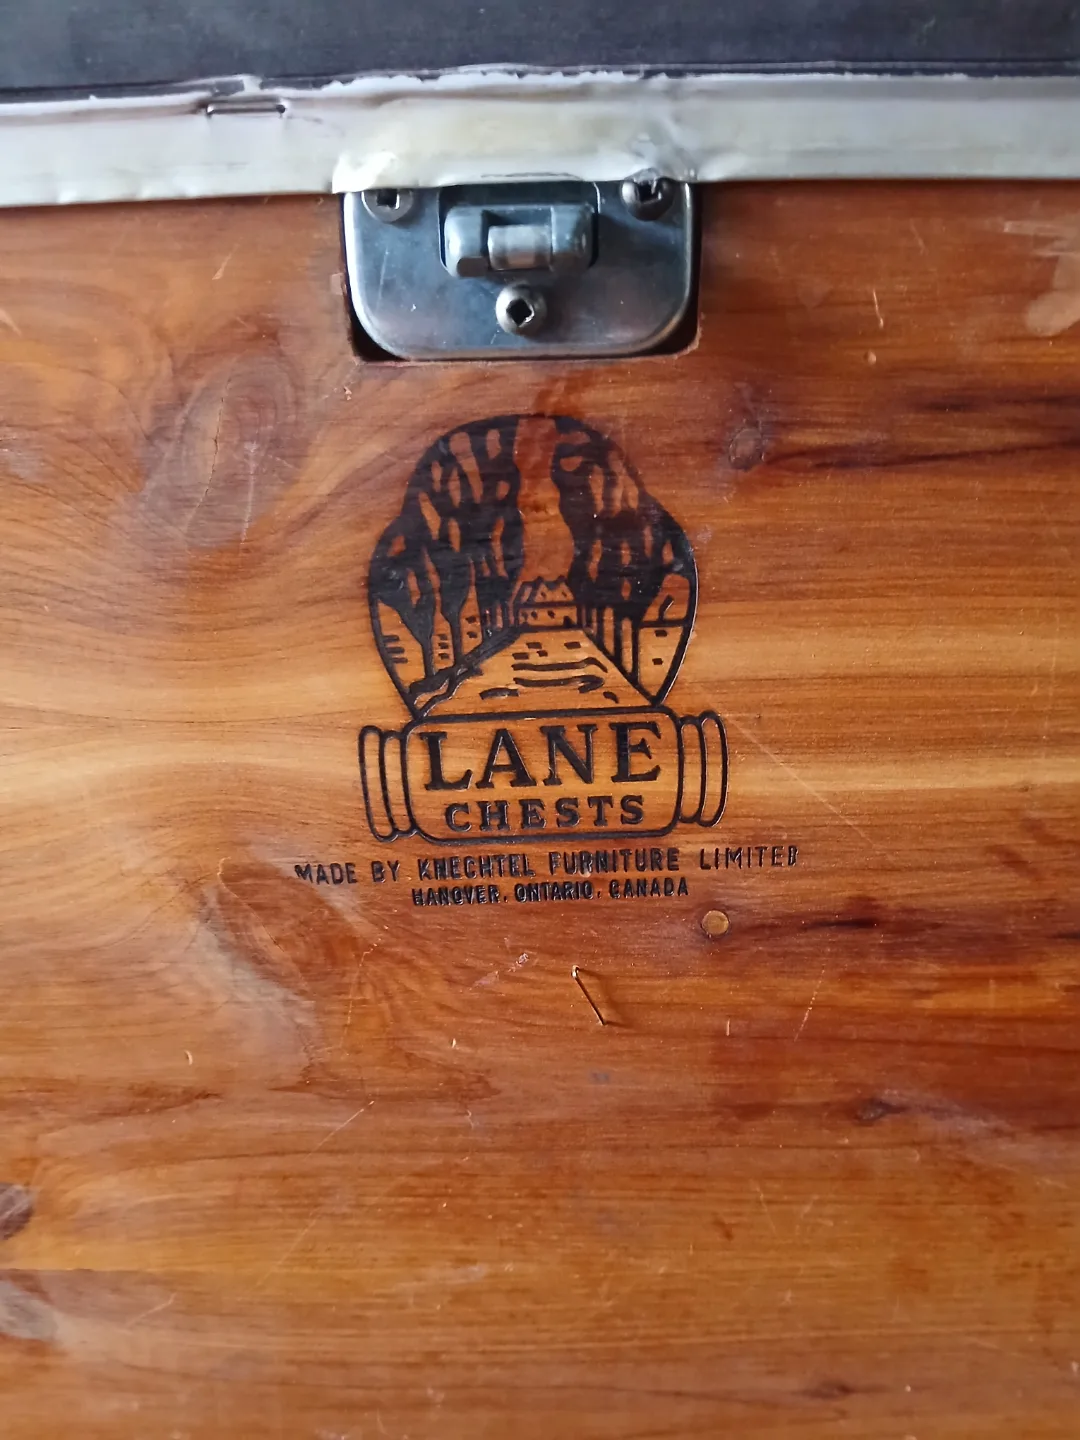 LANE
CHESTS
MADE BY KNECHTEL FURNITURE LIMITED
HANOVER, ONTARIO, CANADA